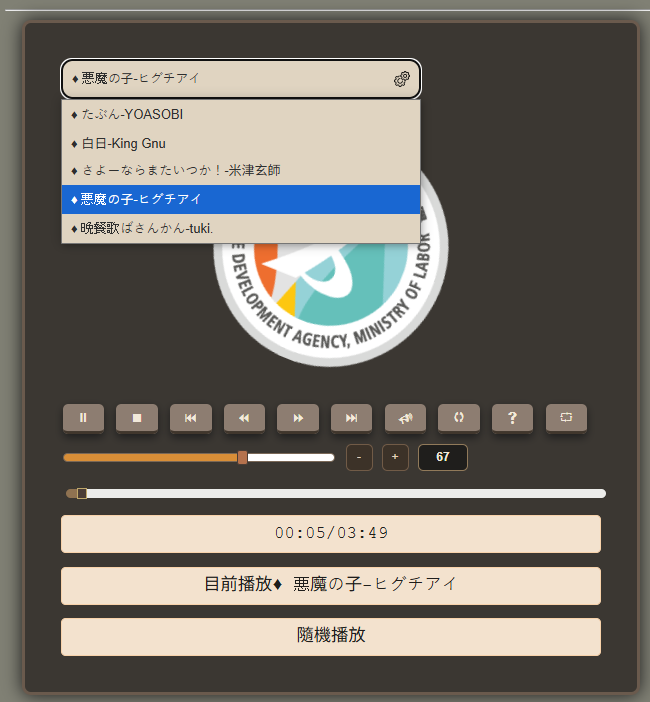 ♦ 悪魔の子-ヒグチアイ
♦ たぶん-YOASOBI
♦ 白日-King Gnu
♦ さよーならまたいつか！-米津玄師
♦ 悪魔の子-ヒグチアイ
♦ 晩餐歌ばさんかん-tuki.
DEVELOPMENT AGENCY, MINISTRY OF LABOR
?
- + 67
00:05/03:49
目前播放♦ 悪魔の子-ヒグチアイ
隨機播放